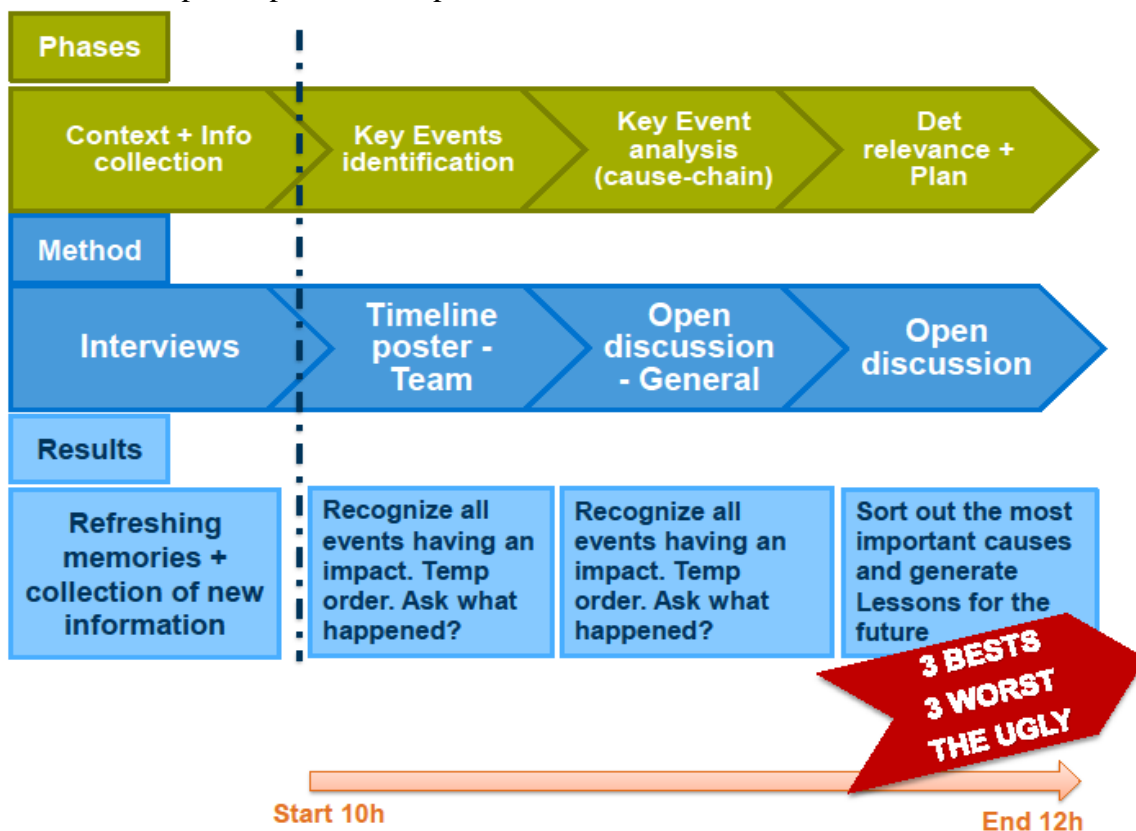 Phases
Context + Info
collection
Key Events
identification
Key Event
analysis
(cause-chain)
Det
relevance +
Plan
Method
Interviews
Timeline
poster -
Team
Open
discussion
- General
Open
discussion
Results
Refreshing
memories +
collection of new
information
Recognize all
events having an
impact. Temp
order. Ask what
happened?
Recognize all
events having an
impact. Temp
order. Ask what
happened?
Sort out the most
important causes
and generate
Lessons for the
future
3 BESTS
3 WORST
THE UGLY
Start 10h
End 12h